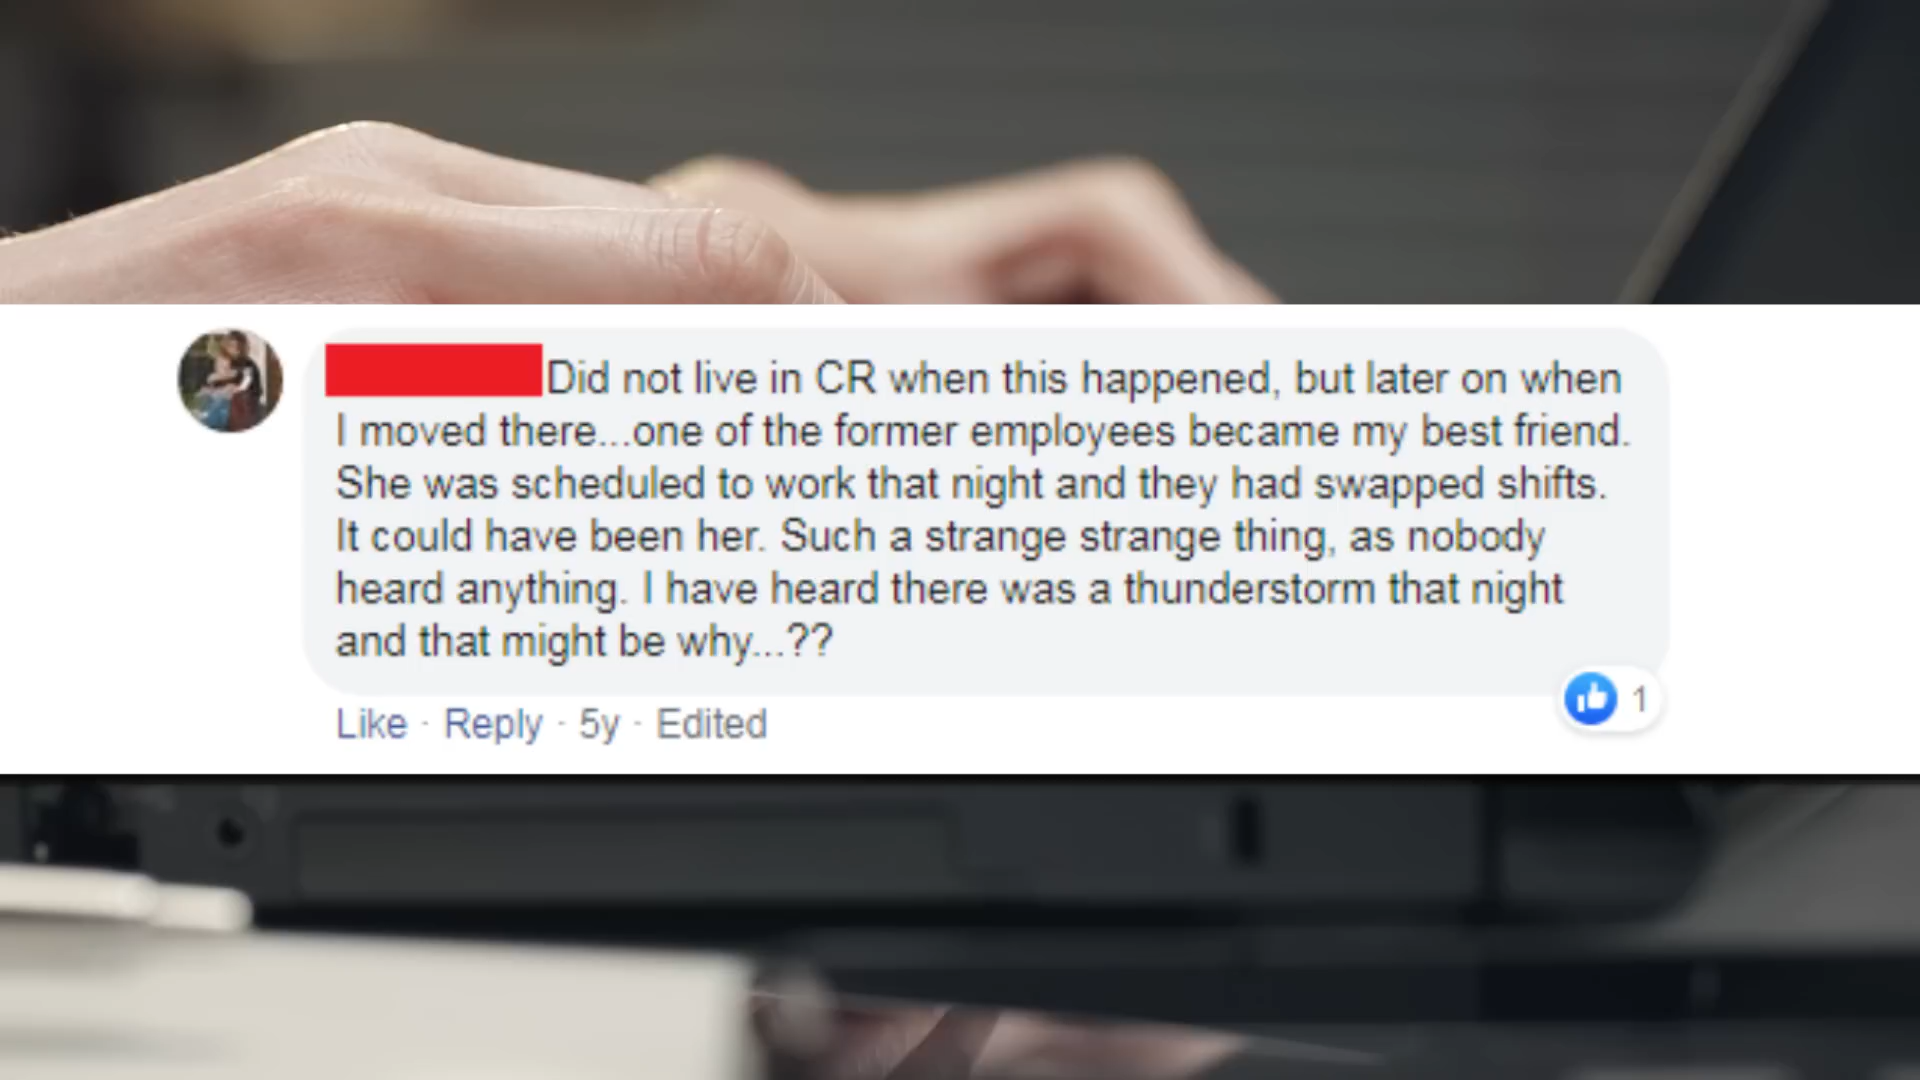 Did not live in CR when this happened, but later on when
I moved there...one of the former employees became my best friend.
She was scheduled to work that night and they had swapped shifts.
It could have been her. Such a strange strange thing, as nobody
heard anything. I have heard there was a thunderstorm that night
and that might be why...??
1
Like · Reply · 5y · Edited